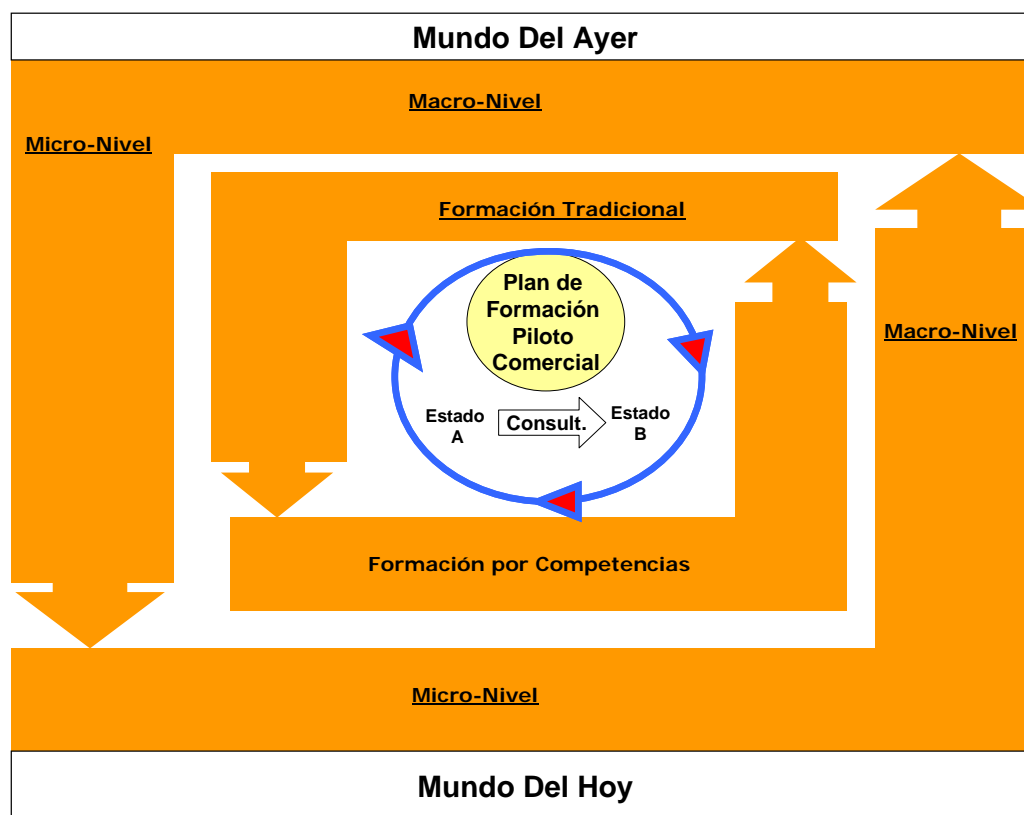 Mundo Del Ayer
Macro-Nivel
Micro-Nivel
Formación Tradicional
Plan de
Formación
Piloto
Comercial
Macro-Nivel
Estado
A
Consult.
Estado
B
Formación por Competencias
Micro-Nivel
Mundo Del Hoy